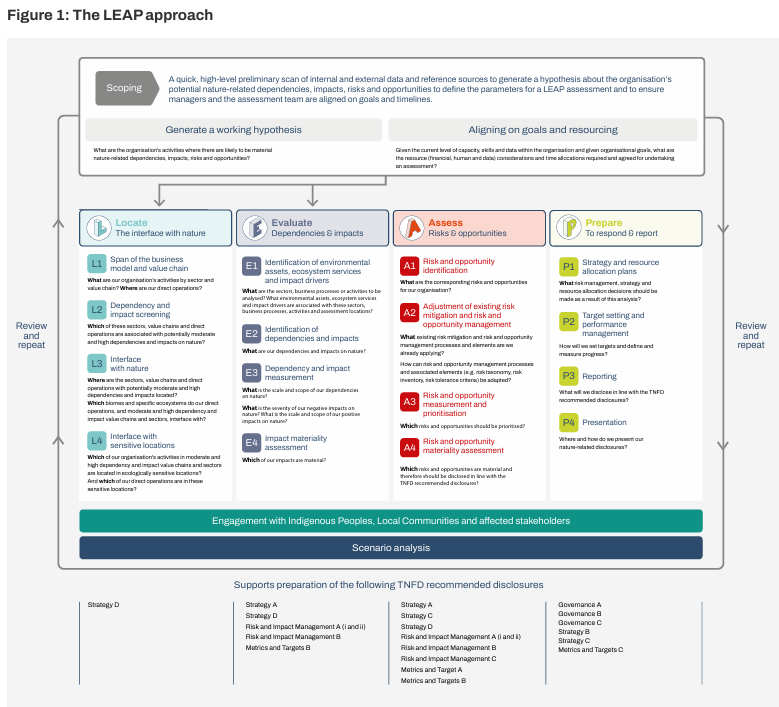 Figure 1: The LEAP approach
Scoping
A quick, high-level preliminary scan of internal and external data and reference sources to generate a hypothesis about the organisation's
potential nature-related dependencies, impacts, risks and opportunities to define the parameters for a LEAP assessment and to ensure
managers and the assessment team are aligned on goals and timelines.
Generate a working hypothesis
What are the organisation's activities where there are likely to be material
nature-related dependencies, impacts, risks and opportunities?
Aligning on goals and resourcing
Given the current level of capacity, skills and data within the organisation and given organisational goals, what are
the resource (financial, human and data) considerations and time allocations required and agreed for undertaking
an assessment?
Review
and
repeat
L
Locate
The interface with nature
L1
Span of the business
model and value chain
What are our organisation's activities by sector and
value chain? Where are our direct operations?
L2
Dependency and
impact screening
Which of these sectors, value chains and direct
operations are associated with potentially moderate
and high dependencies and impacts on nature?
L3
Interface
with nature
Where are the sectors, value chains and direct
operations with potentially moderate and high
dependencies and impacts located?
Which biomes and specific ecosystems do our direct
operations, and moderate and high dependency and
impact value chains and sectors, interface with?
L4
Interface with
sensitive locations
Which of our organisation's activities in moderate and
high dependency and impact value chains and sectors
are located in ecologically sensitive locations?
And which of our direct operations are in these
sensitive locations?
E
Evaluate
Dependencies & impacts
E1
Identification of environmental
assets, ecosystem services
and impact drivers
What are the sectors, business processes or activities to be
analysed? What environmental assets, ecosystem services
and impact drivers are associated with these sectors,
business processes, activities and assessment locations?
E2
Identification of
dependencies and impacts
What are our dependencies and impacts on nature?
E3
Dependency and impact
measurement
What is the scale and scope of our dependencies
on nature?
What is the severity of our negative impacts on
nature? What is the scale and scope of our positive
impacts on nature?
E4
Impact materiality
assessment
Which of our impacts are material?
A
Assess
Risks & opportunities
A1
Risk and opportunity
identification
What are the corresponding risks and opportunities
for our organisation?
A2
Adjustment of existing risk
mitigation and risk and
opportunity management
What existing risk mitigation and risk and opportunity
management processes and elements are we
already applying?
How can risk and opportunity management processes
and associated elements (e.g. risk taxonomy, risk
inventory, risk tolerance criteria) be adapted?
A3
Risk and opportunity
measurement and
prioritisation
Which risks and opportunities should be prioritised?
A4
Risk and opportunity
materiality assessment
Which risks and opportunities are material and
therefore should be disclosed in line with the
TNFD recommended disclosures?
P
Prepare
To respond & report
P1
Strategy and resource
allocation plans
What risk management, strategy and
resource allocation decisions should be
made as a result of this analysis?
P2
Target setting and
performance
management
How will we set targets and define and
measure progress?
P3
Reporting
What will we disclose in line with the TNFD
recommended disclosures?
P4
Presentation
Where and how do we present our
nature-related disclosures?
Review
and
repeat
Engagement with Indigenous Peoples, Local Communities and affected stakeholders
Scenario analysis
Supports preparation of the following TNFD recommended disclosures
Strategy D
Strategy A
Strategy D
Risk and Impact Management A (i and ii)
Risk and Impact Management B
Metrics and Targets B
Strategy A
Strategy C
Strategy D
Risk and Impact Management A (i and ii)
Risk and Impact Management B
Risk and Impact Management C
Metrics and Target A
Metrics and Targets B
Governance A
Governance B
Governance C
Strategy B
Strategy C
Metrics and Targets C